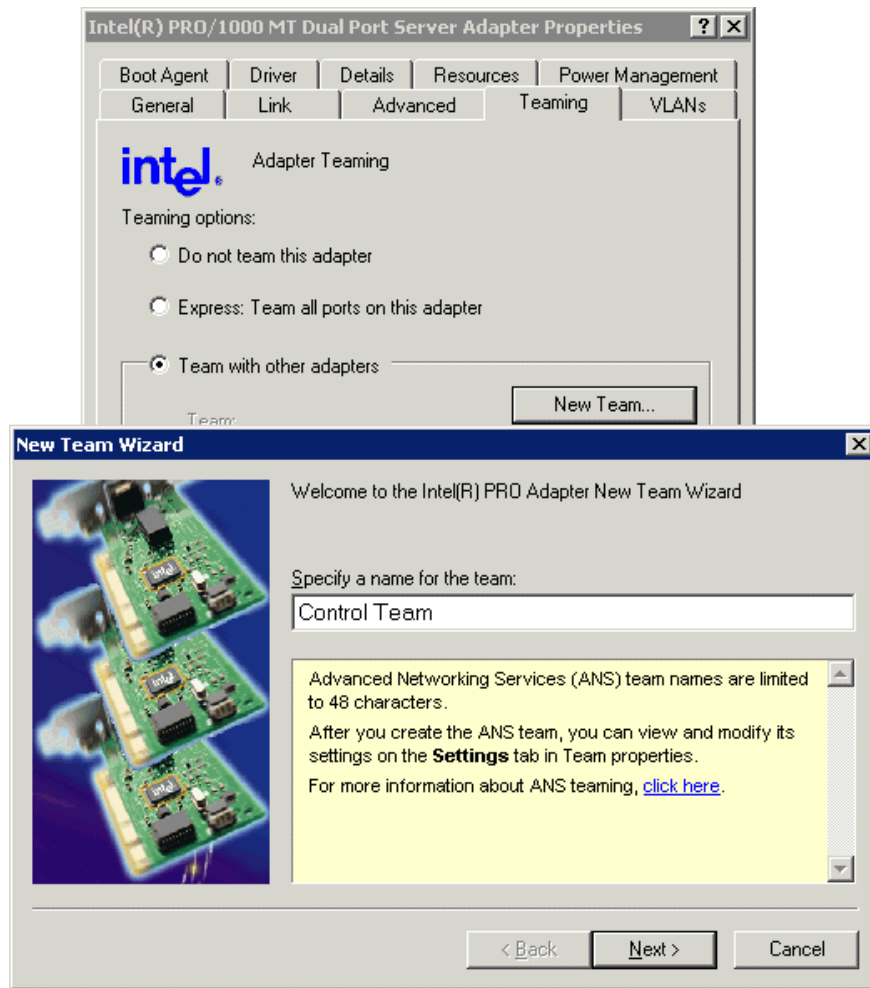 Intel(R) PRO/1000 MT Dual Port Server Adapter Properties
Boot Agent Driver Details Resources Power Management
General Link Advanced Teaming VLANs
intel. Adapter Teaming
Teaming options:
Do not team this adapter
Express: Team all ports on this adapter
Team with other adapters
New Team...
Team:
New Team Wizard
Welcome to the Intel(R) PRO Adapter New Team Wizard
Specify a name for the team:
Control Team
Advanced Networking Services (ANS) team names are limited
to 48 characters.
After you create the ANS team, you can view and modify its
settings on the Settings tab in Team properties.
For more information about ANS teaming, click here.
< Back Next > Cancel